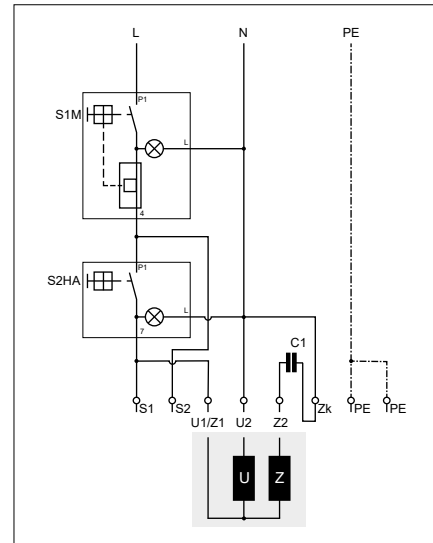 L N PE
P1
S1M
L
4
P1
S2HA
L
7
C1
S1 S2 Zk PE PE
U1/Z1 U2 Z2
U Z